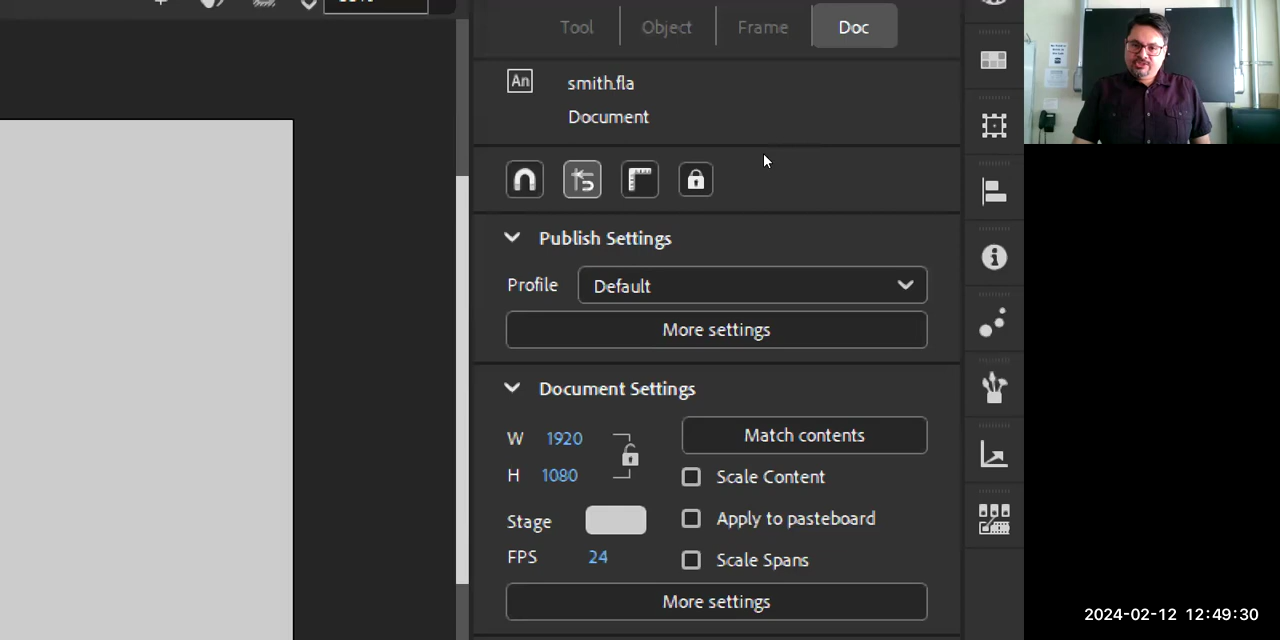 Tool
Object
Frame
Doc
An
smith.fla
Document
Publish Settings
Profile
Default
More settings
Document Settings
W 1920
Match contents
H 1080
Scale Content
Stage
Apply to pasteboard
FPS 24
Scale Spans
More settings
2024-02-12 12:49:30